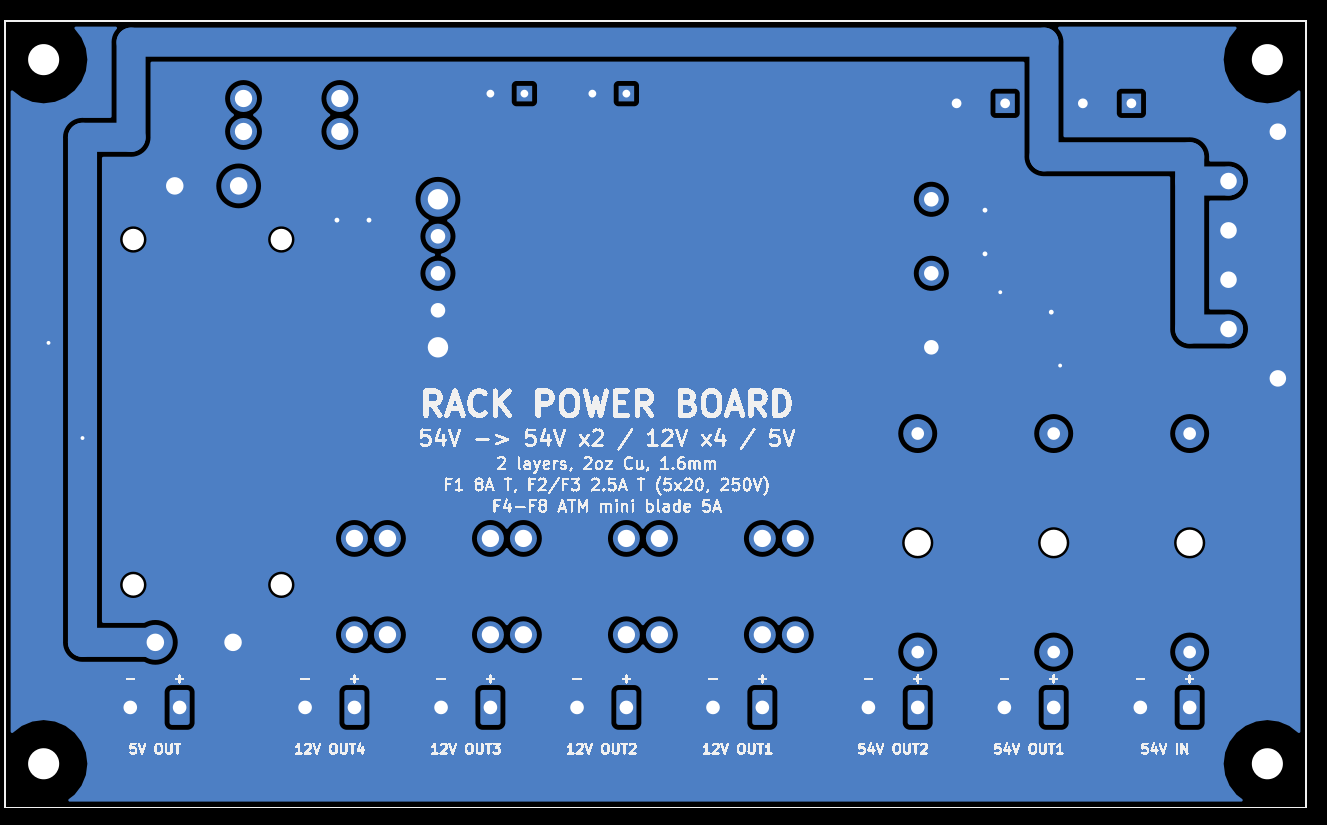 RACK POWER BOARD
54V -> 54V x2 / 12V x4 / 5V
2 layers, 2oz Cu, 1.6mm
F1 8A T, F2/F3 2.5A T (5x20, 250V)
F4-F8 ATM mini blade 5A
- + - + - + - + - + - + - + - +
5V OUT 12V OUT4 12V OUT3 12V OUT2 12V OUT1 54V OUT2 54V OUT1 54V IN